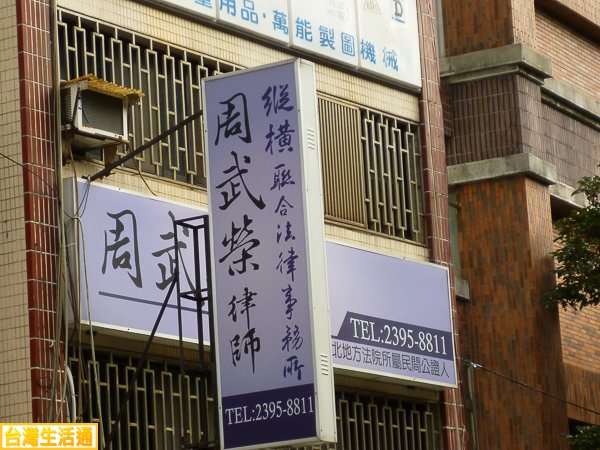 量用品·萬能製圖機械
縱橫聯合法律事務所
周武榮律師
TEL:2395-8811
周武
TEL:2395-8811
北地方法院所屬民間公證人
台灣生活通